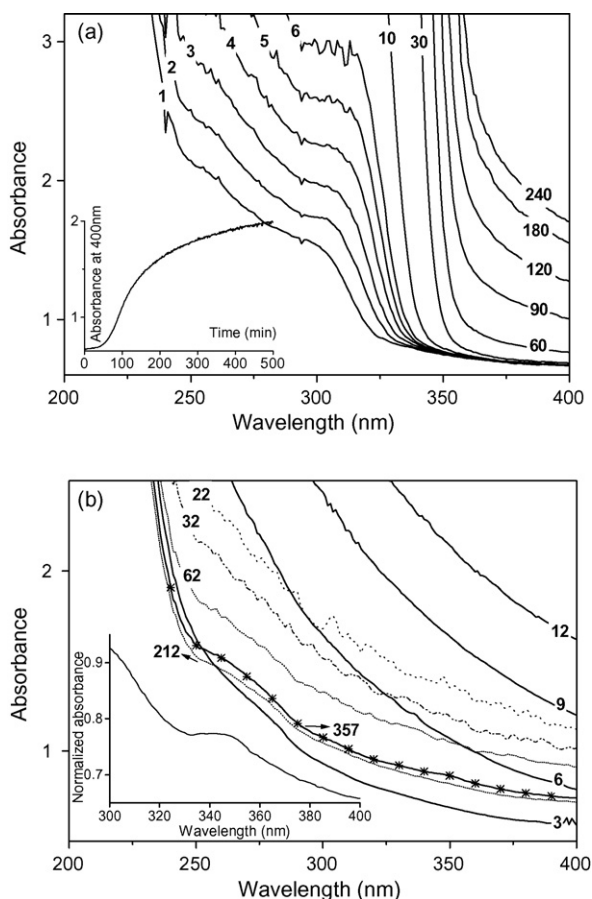 (a)
3
2
1
Absorbance
1
2
3
4
5
6
10
30
240
180
120
90
60
2
1
Absorbance at 400nm
Time (min)
0 100 200 300 400 500
200 250 300 350 400
Wavelength (nm)
(b)
2
1
Absorbance
22
32
62
212
357
12
9
6
3
0.9
0.8
0.7
Normalized absorbance
300 320 340 360 380 400
Wavelength (nm)
200 250 300 350 400
Wavelength (nm)